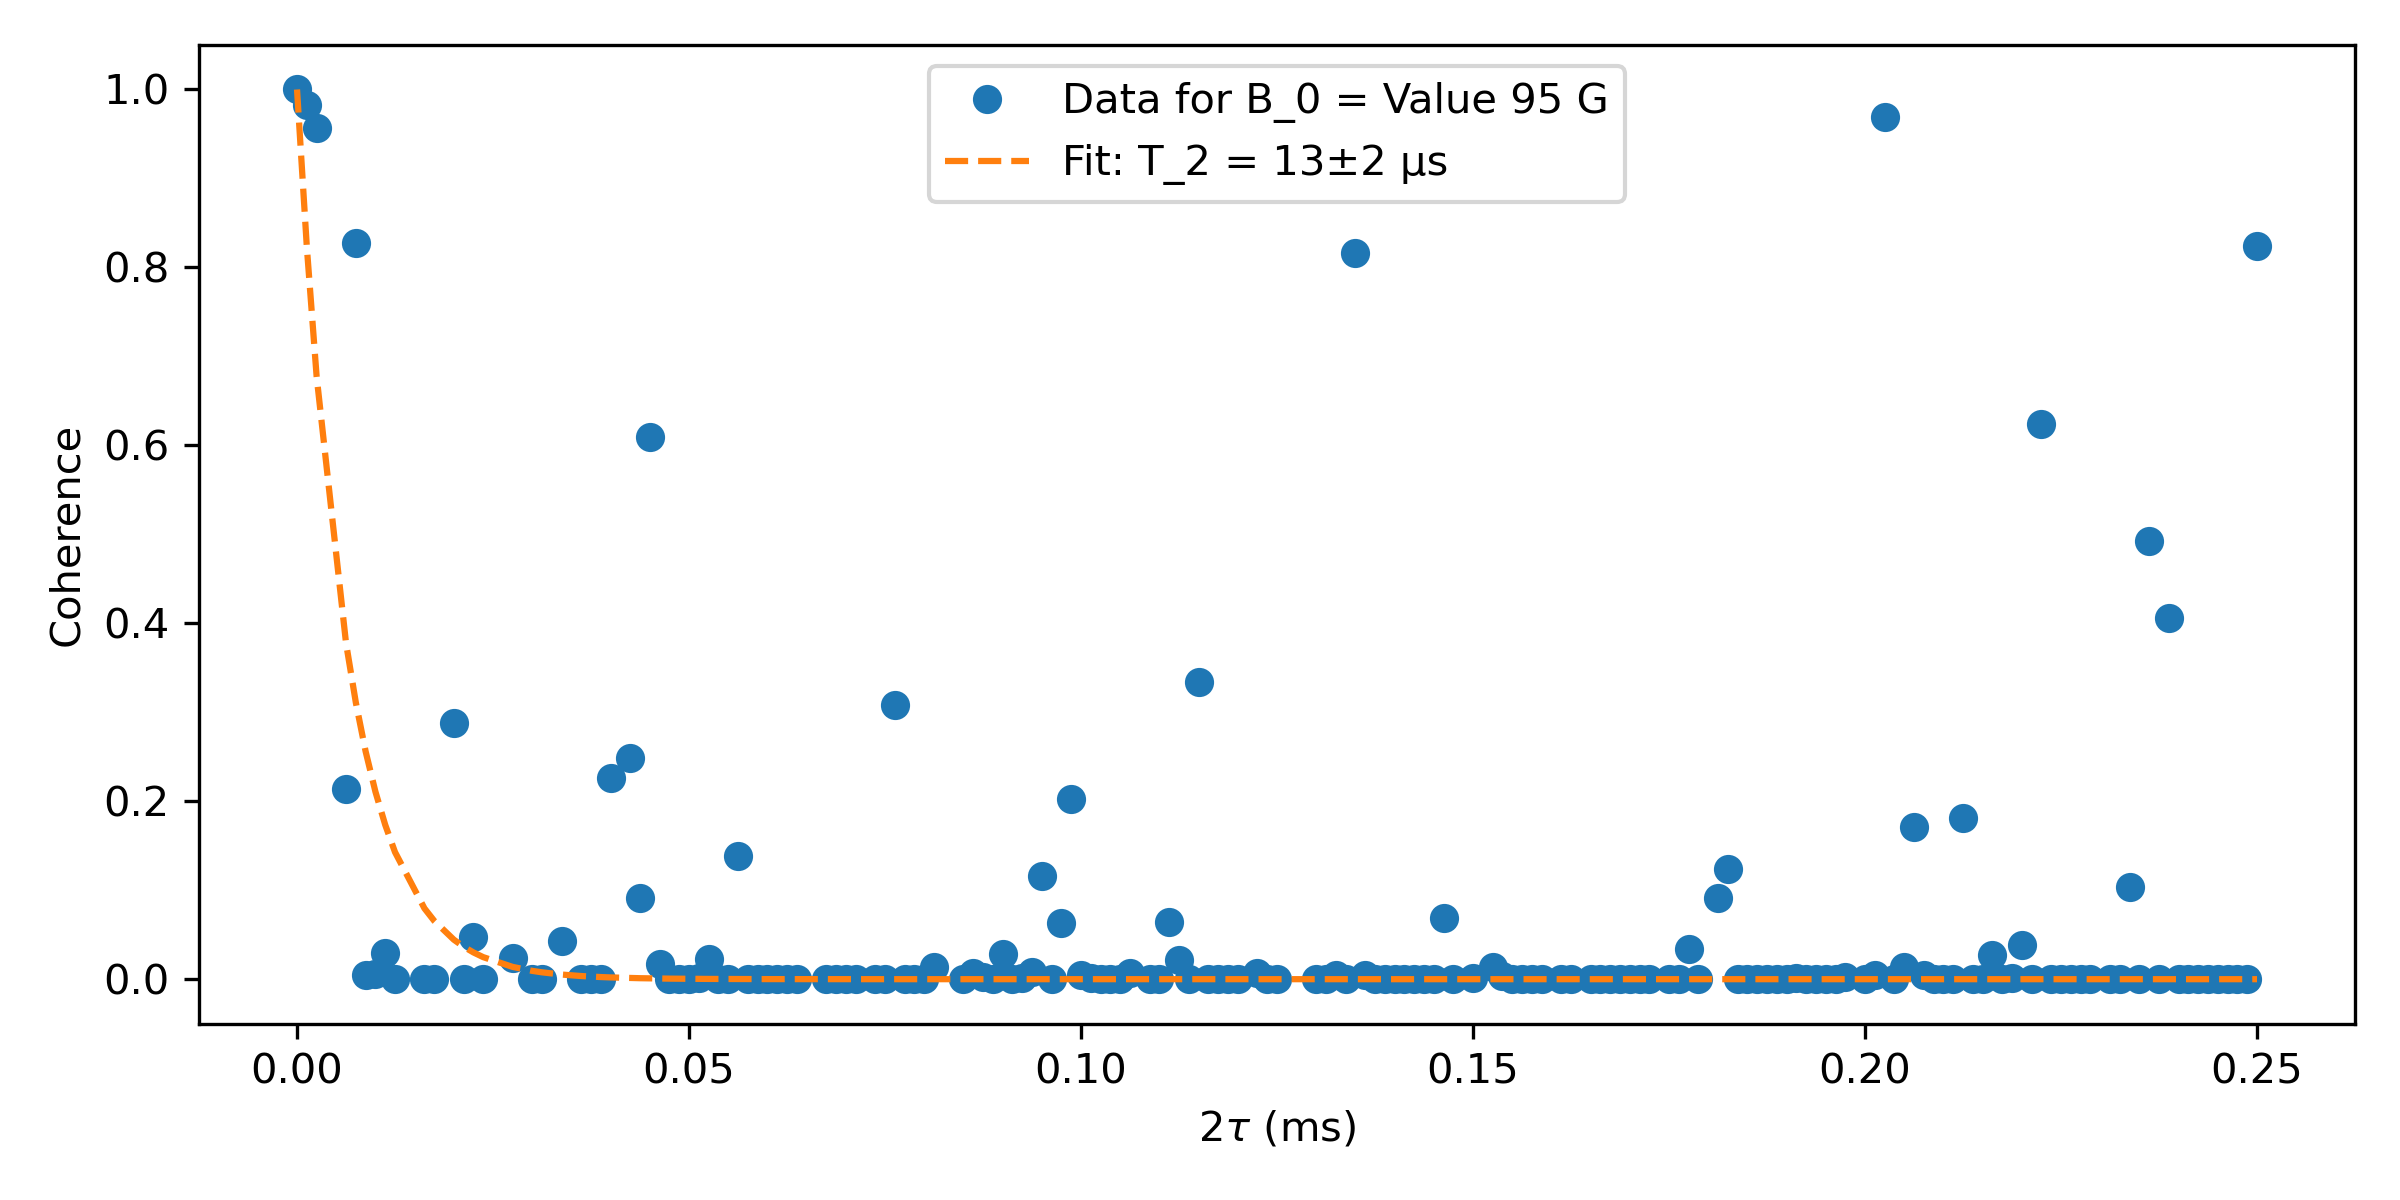 Data for B_0 = Value 95 G
Fit: T_2 = 13±2 µs
Coherence
1.0
0.8
0.6
0.4
0.2
0.0
0.00 0.05 0.10 0.15 0.20 0.25
2τ (ms)